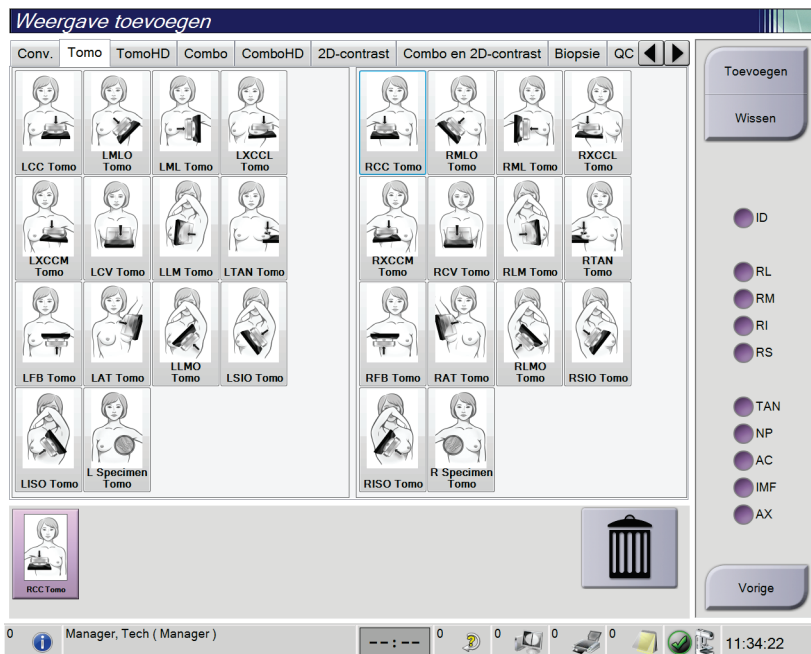 Weergave toevoegen
Conv. Tomo TomoHD Combo ComboHD 2D-contrast Combo en 2D-contrast Biopsie QC
Toevoegen
Wissen
LCC Tomo
LMLO
Tomo
LML Tomo
LXCCL
Tomo
RCC Tomo
RMLO
Tomo
RML Tomo
RXCCL
Tomo
LXCCM
Tomo
LCV Tomo
LLM Tomo
LTAN Tomo
RXCCM
Tomo
RCV Tomo
RLM Tomo
RTAN
Tomo
LFB Tomo
LAT Tomo
LLMO
Tomo
LSIO Tomo
RFB Tomo
RAT Tomo
RLMO
Tomo
RSIO Tomo
LISO Tomo
L Specimen
Tomo
RISO Tomo
R Specimen
Tomo
ID
RL
RM
RI
RS
TAN
NP
AC
IMF
AX
RCC Tomo
Vorige
0
Manager, Tech ( Manager )
--:--
0
0
0
0
11:34:22